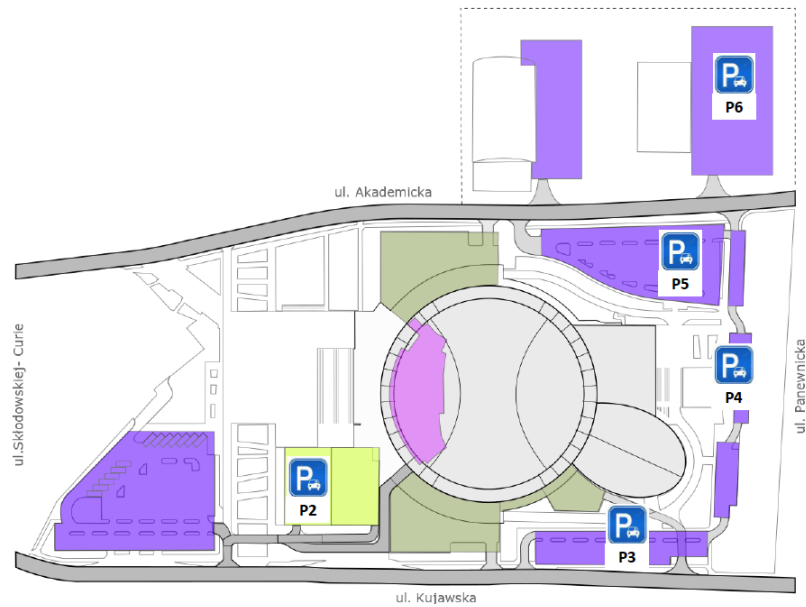 P
P6
ul. Akademicka
P
P5
ul.Skłodowskiej- Curie
P
P4
ul. Panewnicka
P
P2
P
P3
ul. Kujawska